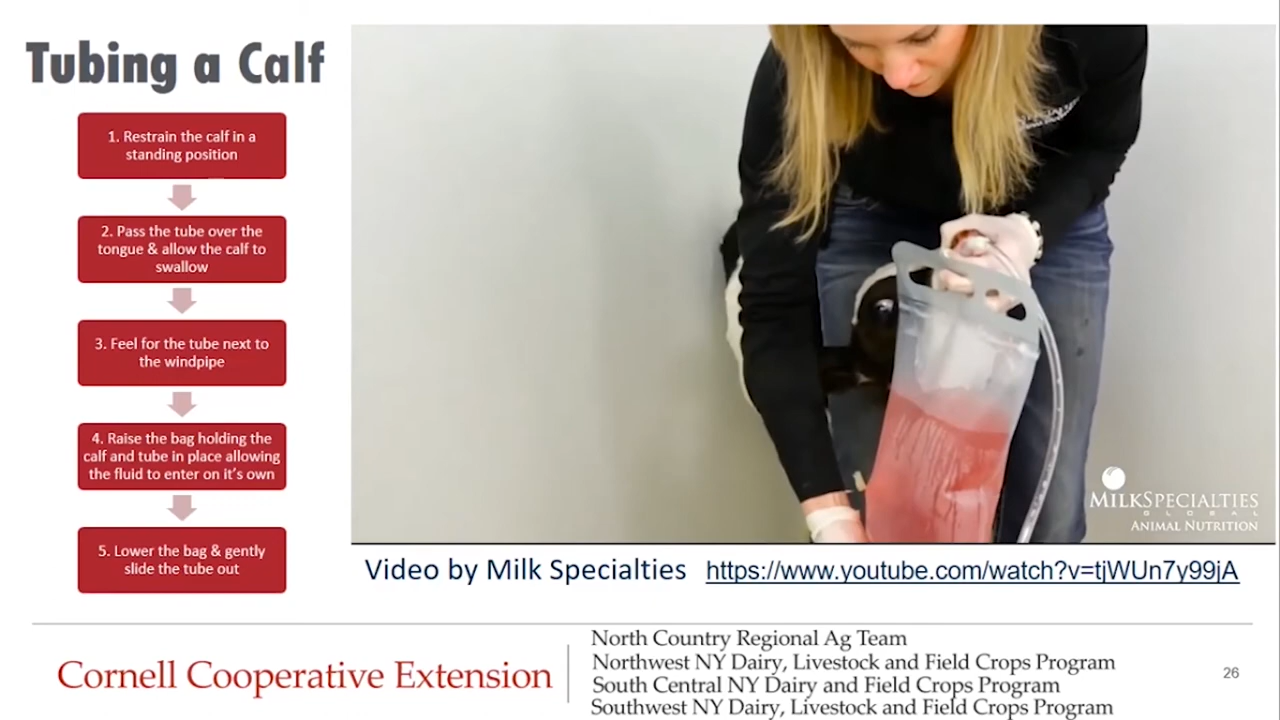 Tubing a Calf
1. Restrain the calf in a
standing position
2. Pass the tube over the
tongue & allow the calf to
swallow
3. Feel for the tube next to
the windpipe
4. Raise the bag holding the
calf and tube in place allowing
the fluid to enter on it's own
5. Lower the bag & gently
slide the tube out
MILKSPECIALTIES
GLOBAL
ANIMAL NUTRITION
Video by Milk Specialties https://www.youtube.com/watch?v=tjWUn7y99jA
Cornell Cooperative Extension
North Country Regional Ag Team
Northwest NY Dairy, Livestock and Field Crops Program
South Central NY Dairy and Field Crops Program
Southwest NY Dairy, Livestock and Field Crops Program
26